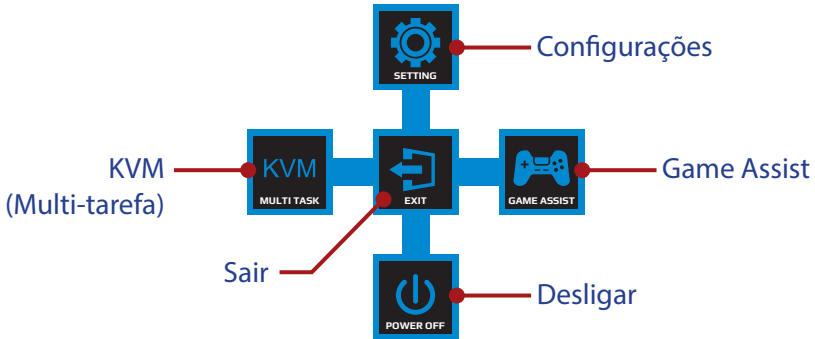 Configurações
SETTING
KVM
(Multi-tarefa)
KVM
MULTI TASK
EXIT
GAME ASSIST
Game Assist
Sair
POWER OFF
Desligar